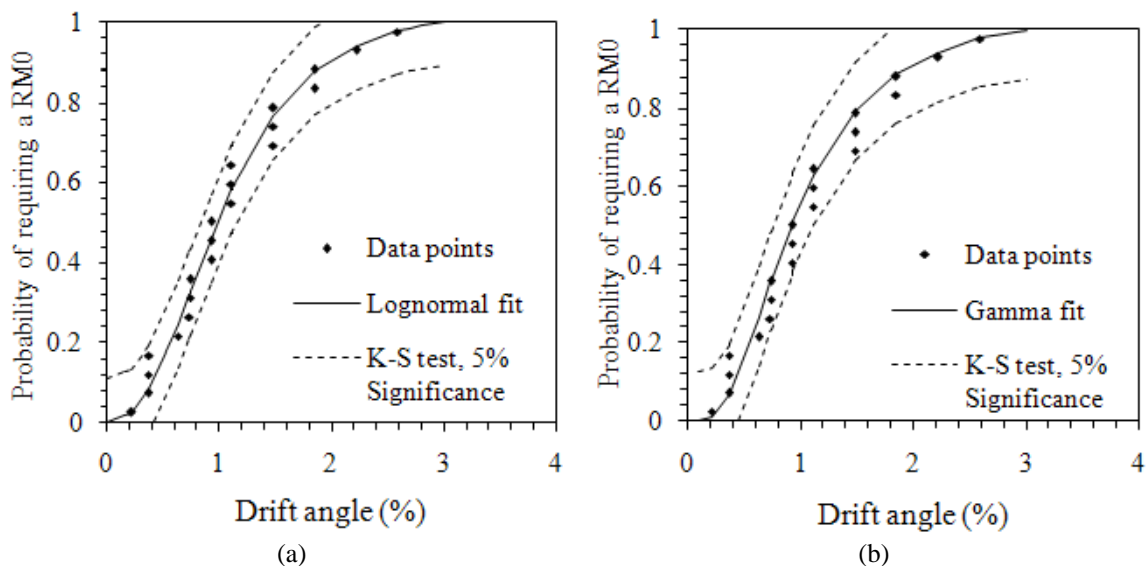 Probability of requiring a RM0
1
0.8
0.6
0.4
0.2
0
0 1 2 3 4
Drift angle (%)
Data points
Lognormal fit
K-S test, 5%
Significance
(a)
Probability of requiring a RM0
1
0.8
0.6
0.4
0.2
0
0 1 2 3 4
Drift angle (%)
Data points
Gamma fit
K-S test, 5%
Significance
(b)